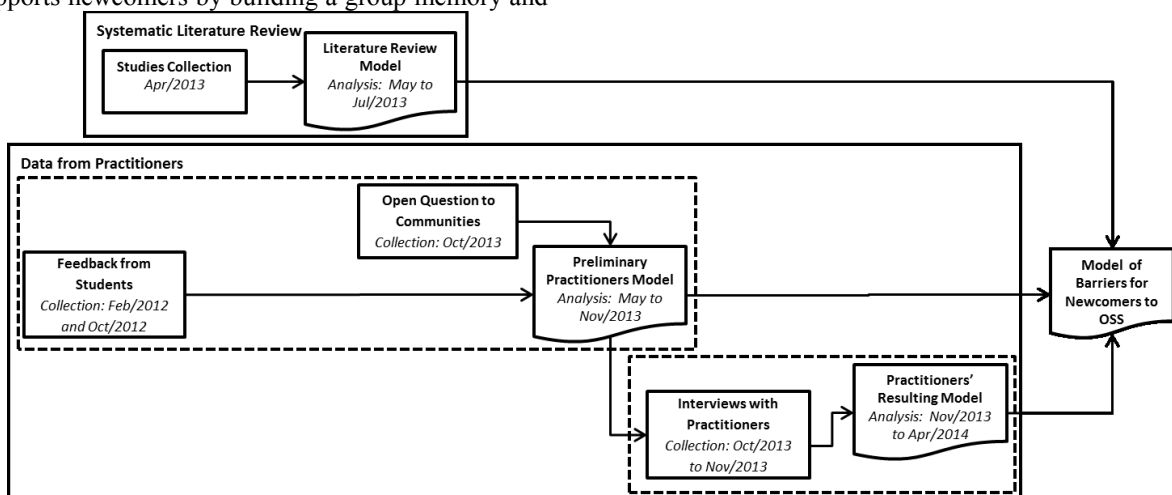 pports newcomers by building a group memory and
Systematic Literature Review
Studies Collection
Apr/2013
Literature Review
Model
Analysis: May to
Jul/2013
Data from Practitioners
Open Question to
Communities
Collection: Oct/2013
Feedback from
Students
Collection: Feb/2012
and Oct/2012
Preliminary
Practitioners Model
Analysis: May to
Nov/2013
Model of
Barriers for
Newcomers to
OSS
Interviews with
Practitioners
Collection: Oct/2013
to Nov/2013
Practitioners’
Resulting Model
Analysis: Nov/2013
to Apr/2014